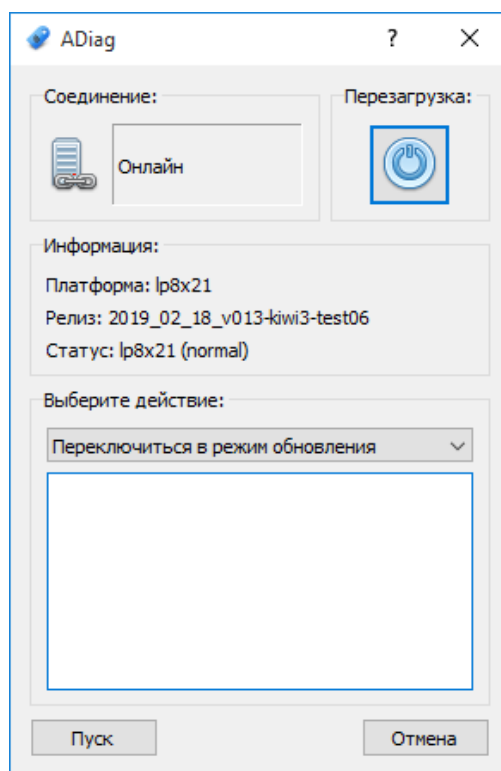 ADiag
Соединение:
Перезагрузка:
Онлайн
Информация:
Платформа: lp8x21
Релиз: 2019_02_18_v013-kiwi3-test06
Статус: lp8x21 (normal)
Выберите действие:
Переключиться в режим обновления
Пуск
Отмена